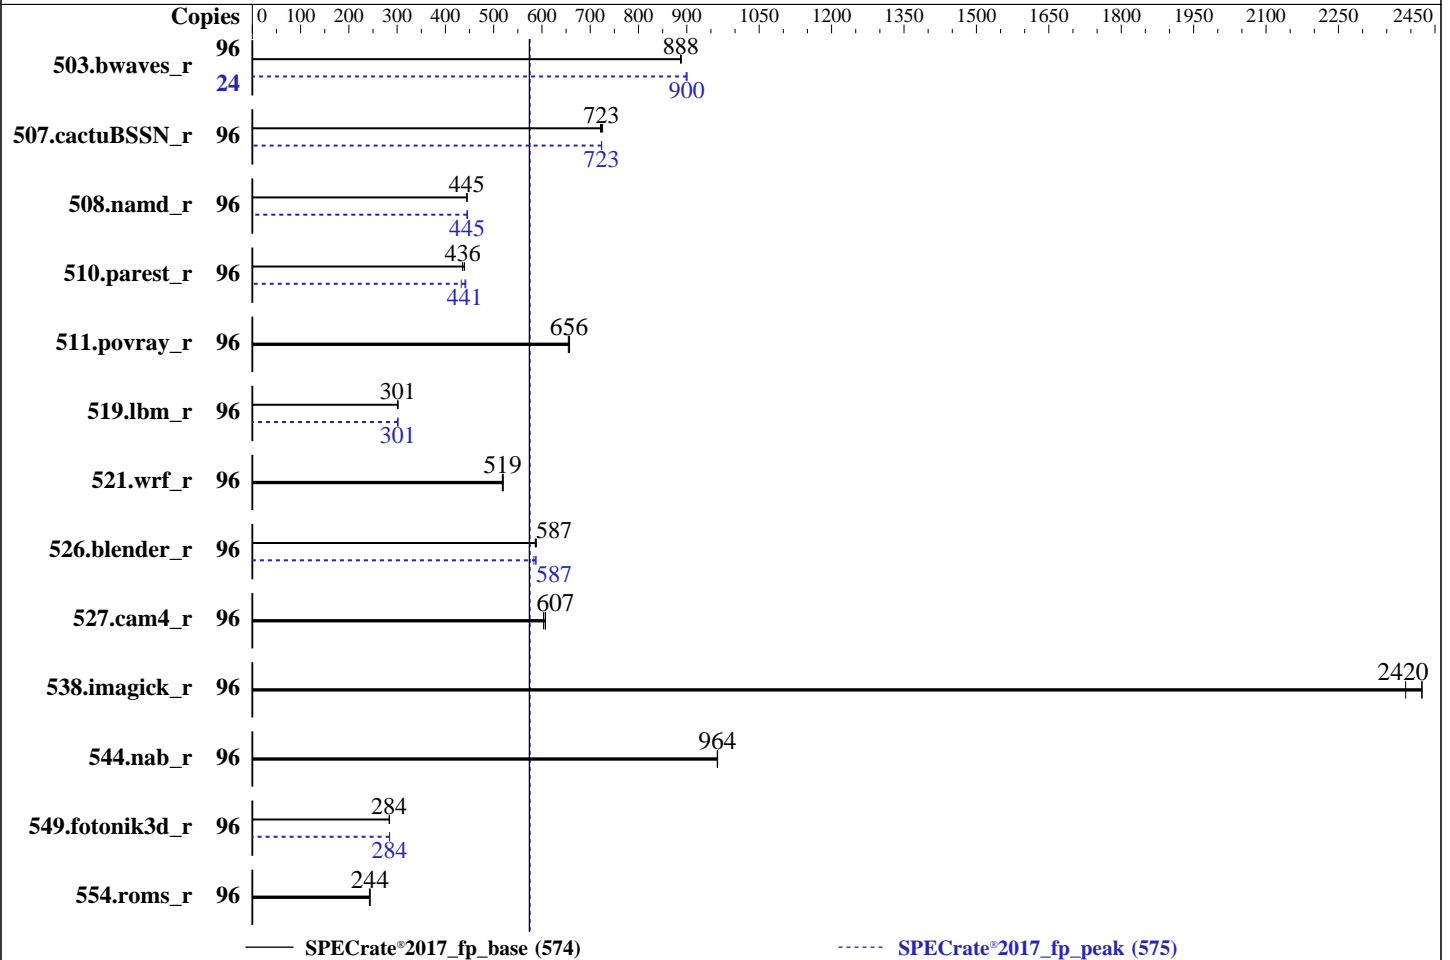 Copies 0 100 200 300 400 500 600 700 800 900 1050 1200 1350 1500 1650 1800 1950 2100 2250 2450
503.bwaves_r 96 888
24 900
507.cactuBSSN_r 96 723
723
508.namd_r 96 445
445
510.parest_r 96 436
441
511.povray_r 96 656
519.lbm_r 96 301
301
521.wrf_r 96 519
526.blender_r 96 587
587
527.cam4_r 96 607
538.imagick_r 96 2420
544.nab_r 96 964
549.fotonik3d_r 96 284
284
554.roms_r 96 244
SPECrate®2017_fp_base (574) SPECrate®2017_fp_peak (575)